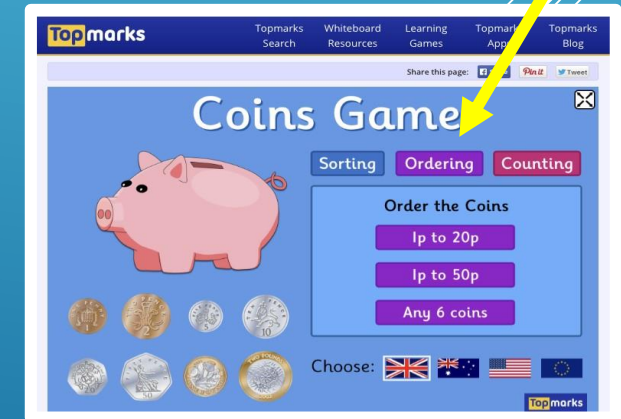 Topmarks
Topmarks Search
Whiteboard Resources
Learning Games
Topmarks
Topmarks Blog
Share this page:
Pin it
Tweet
Coins Game
Sorting
Ordering
Counting
Order the Coins
1p to 20p
1p to 50p
Any 6 coins
Choose:
Topmarks